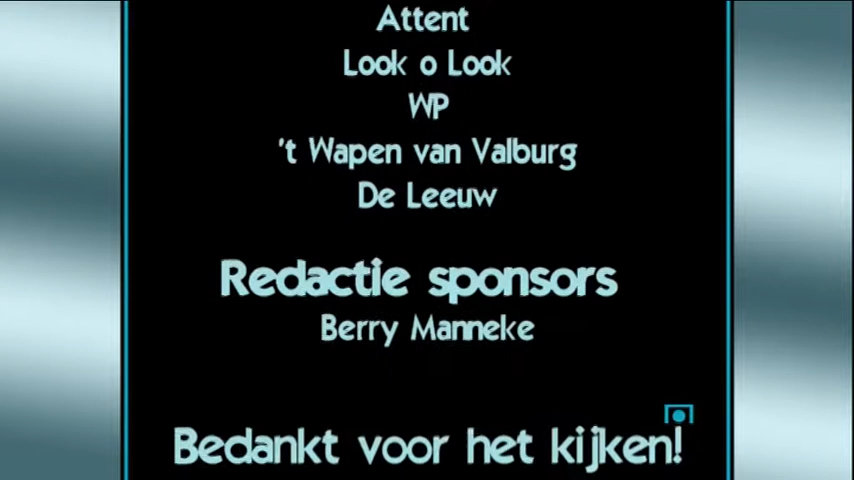 Attent
Look o Look
WP
't Wapen van Valburg
De Leeuw
Redactie sponsors
Berry Manneke
Bedankt voor het kijken!